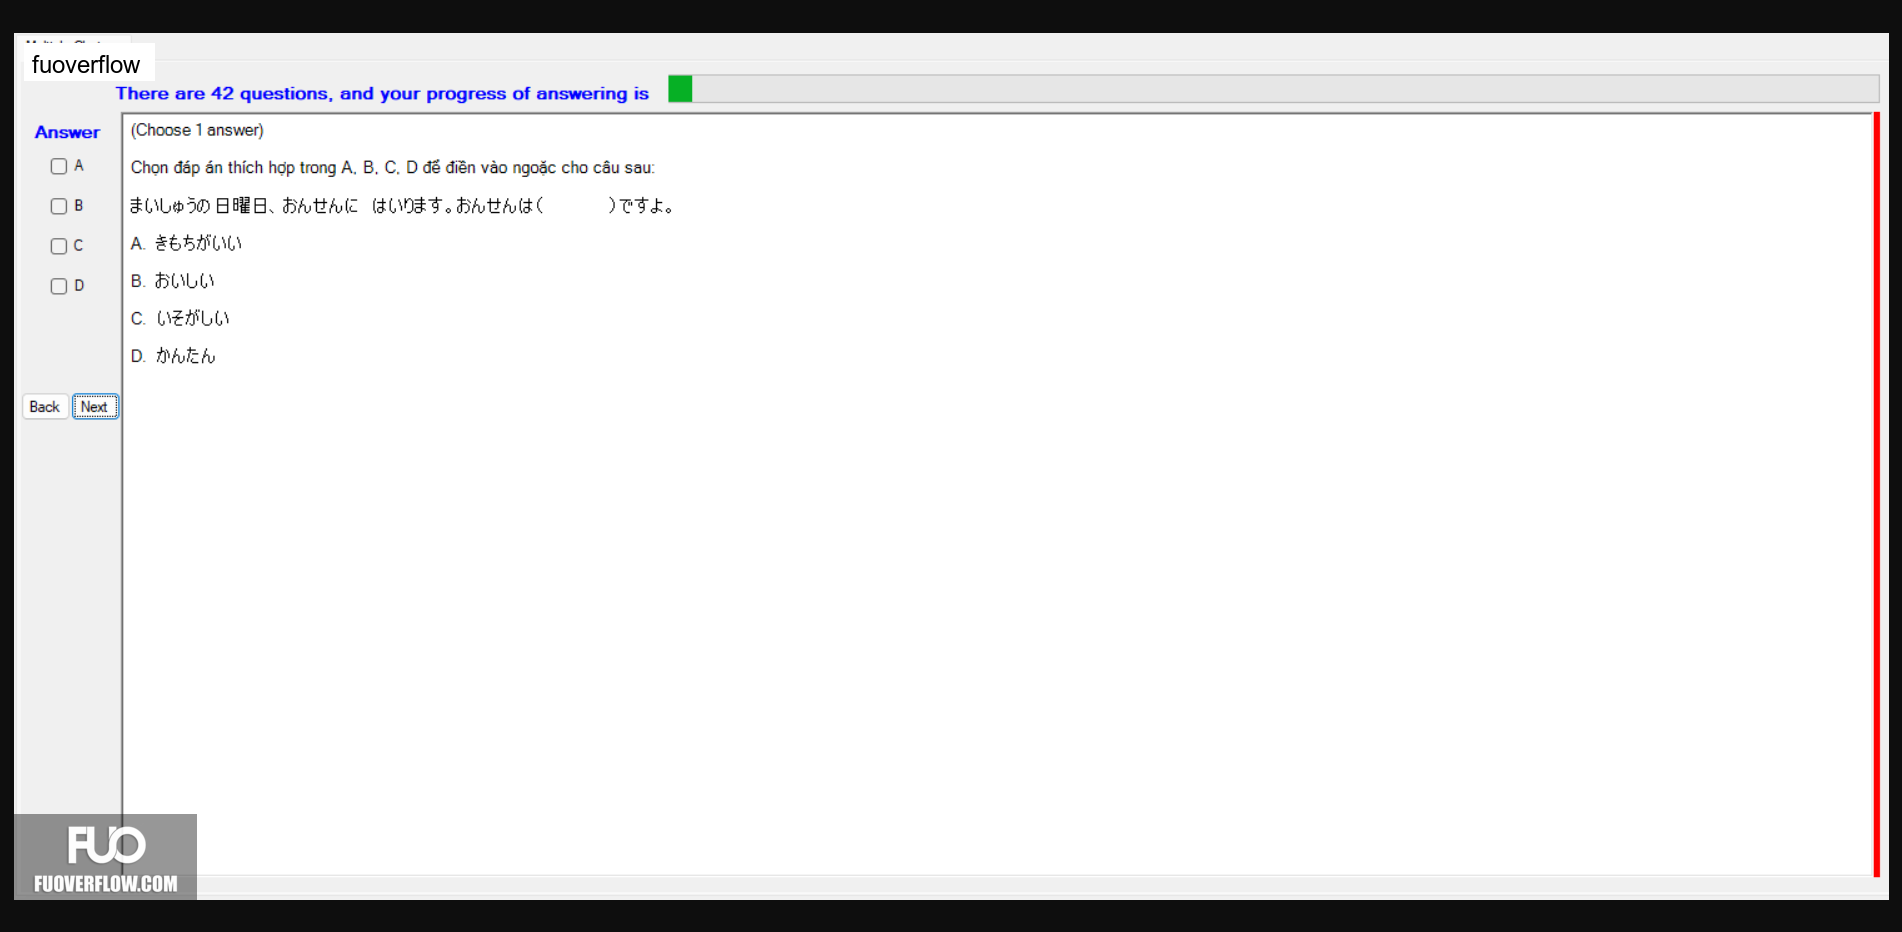 fuoverflow
There are 42 questions, and your progress of answering is
Answer
A
B
C
D
Back Next
(Choose 1 answer)
Chọn đáp án thích hợp trong A, B, C, D để điền vào ngoặc cho câu sau:
まいしゅうの 日曜日、おんせんに　はいります。おんせんは(　　　　)ですよ。
A. きもちがいい
B. おいしい
C. いそがしい
D. かんたん
FUO
FUOVERFLOW.COM